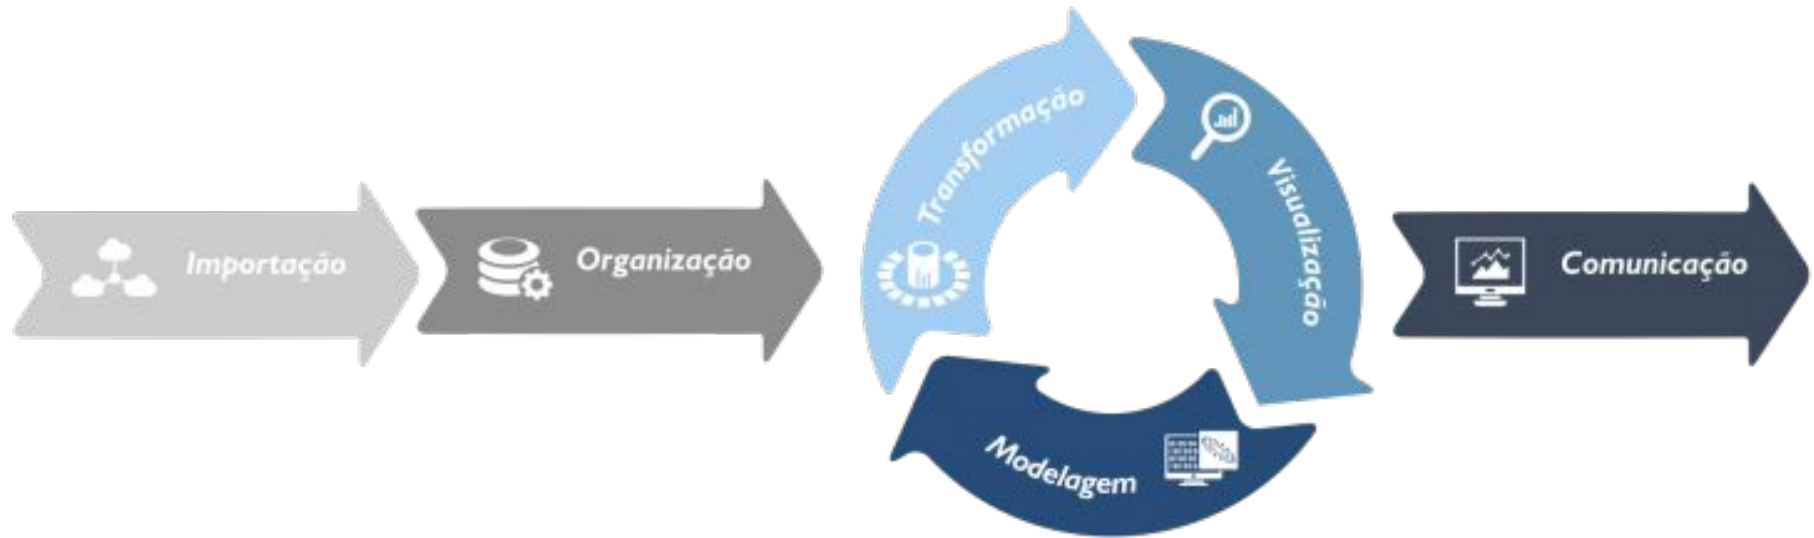 Importação
Organização
Transformação
Visualização
Modelagem
Comunicação